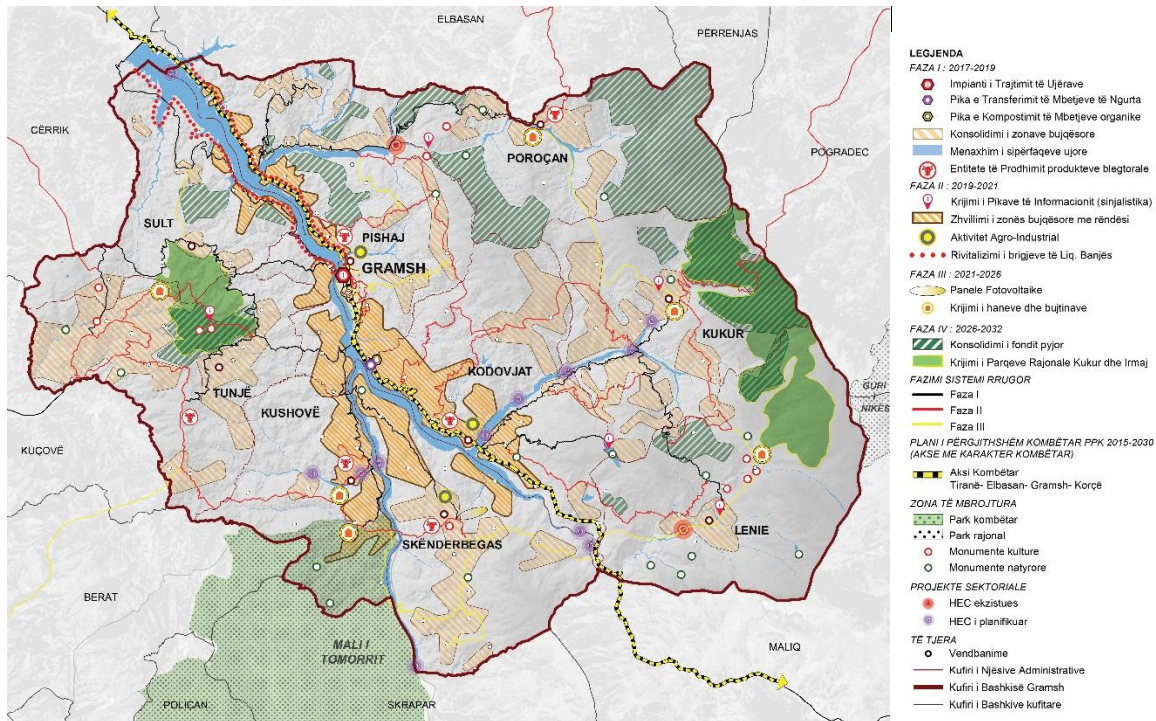 ELBASAN
PËRRENJAS
CËRRIK
POGRADEC
POROÇAN
SULT
PISHAJ
GRAMSH
KUKUR
KODOVJAT
TUNJË
KUSHOVË
GURI I NIKËS
KUÇOVË
LENIE
SKËNDERBEGAS
BERAT
MALI I TOMORRIT
MALIQ
POLIÇAN
SKRAPAR
LEGJENDA
FAZA I : 2017-2019
Impianti i Trajtimit të Ujërave
Pika e Transferimit të Mbetjeve të Ngurta
Pika e Kompostimit të Mbetjeve organike
Konsolidimi i zonave bujqësore
Menaxhim i sipërfaqeve ujore
Entitete të Prodhimit produkteve blegtorale
FAZA II : 2019-2021
Krijimi i Pikave të Informacionit (sinjalistika)
Zhvillimi i zonës bujqësore me rëndësi
Aktivitet Agro-Industrial
Rivitalizimi i brigjeve të Liq. Banjës
FAZA III : 2021-2026
Panele Fotovoltaike
Krijimi i haneve dhe bujtinave
FAZA IV : 2026-2032
Konsolidimi i fondit pyjor
Krijimi i Parqeve Rajonale Kukur dhe Irmaj
FAZIMI SISTEMI RRUGOR
Faza I
Faza II
Faza III
PLANI I PËRGJITHSHËM KOMBËTAR PPK 2015-2030
(AKSE ME KARAKTER KOMBËTAR)
Aksi Kombëtar
Tiranë- Elbasan- Gramsh- Korçë
ZONA TË MBROJTURA
Park kombëtar
Park rajonal
Monumente kulture
Monumente natyrore
PROJEKTE SEKTORIALE
HEC ekzistues
HEC i planifikuar
TË TJERA
Vendbanime
Kufiri i Njësive Administrative
Kufiri i Bashkisë Gramsh
Kufiri i Bashkive kufitare